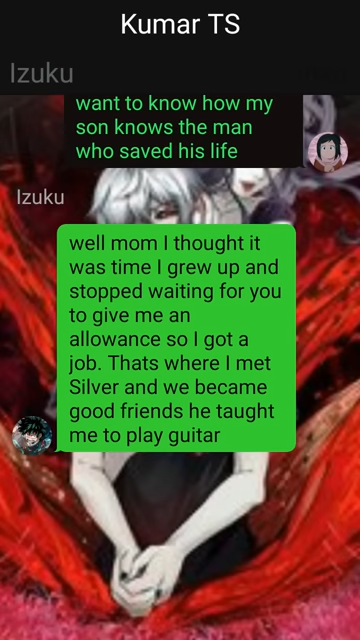 Kumar TS
Izuku
want to know how my
son knows the man
who saved his life
Izuku
well mom I thought it
was time I grew up and
stopped waiting for you
to give me an
allowance so I got a
job. Thats where I met
Silver and we became
good friends he taught
me to play guitar